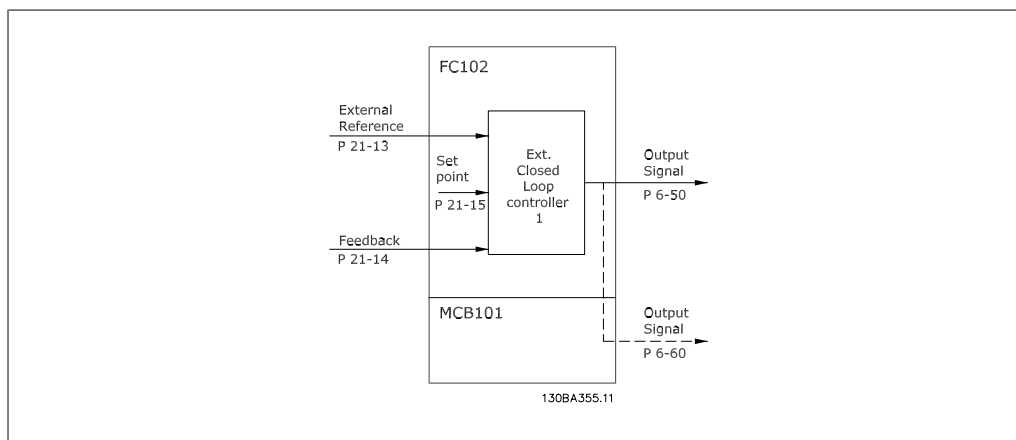 FC102
External
Reference
P 21-13
Set
point
P 21-15
Feedback
P 21-14
Ext.
Closed
Loop
controller
1
Output
Signal
P 6-50
MCB101
Output
Signal
P 6-60
130BA355.11